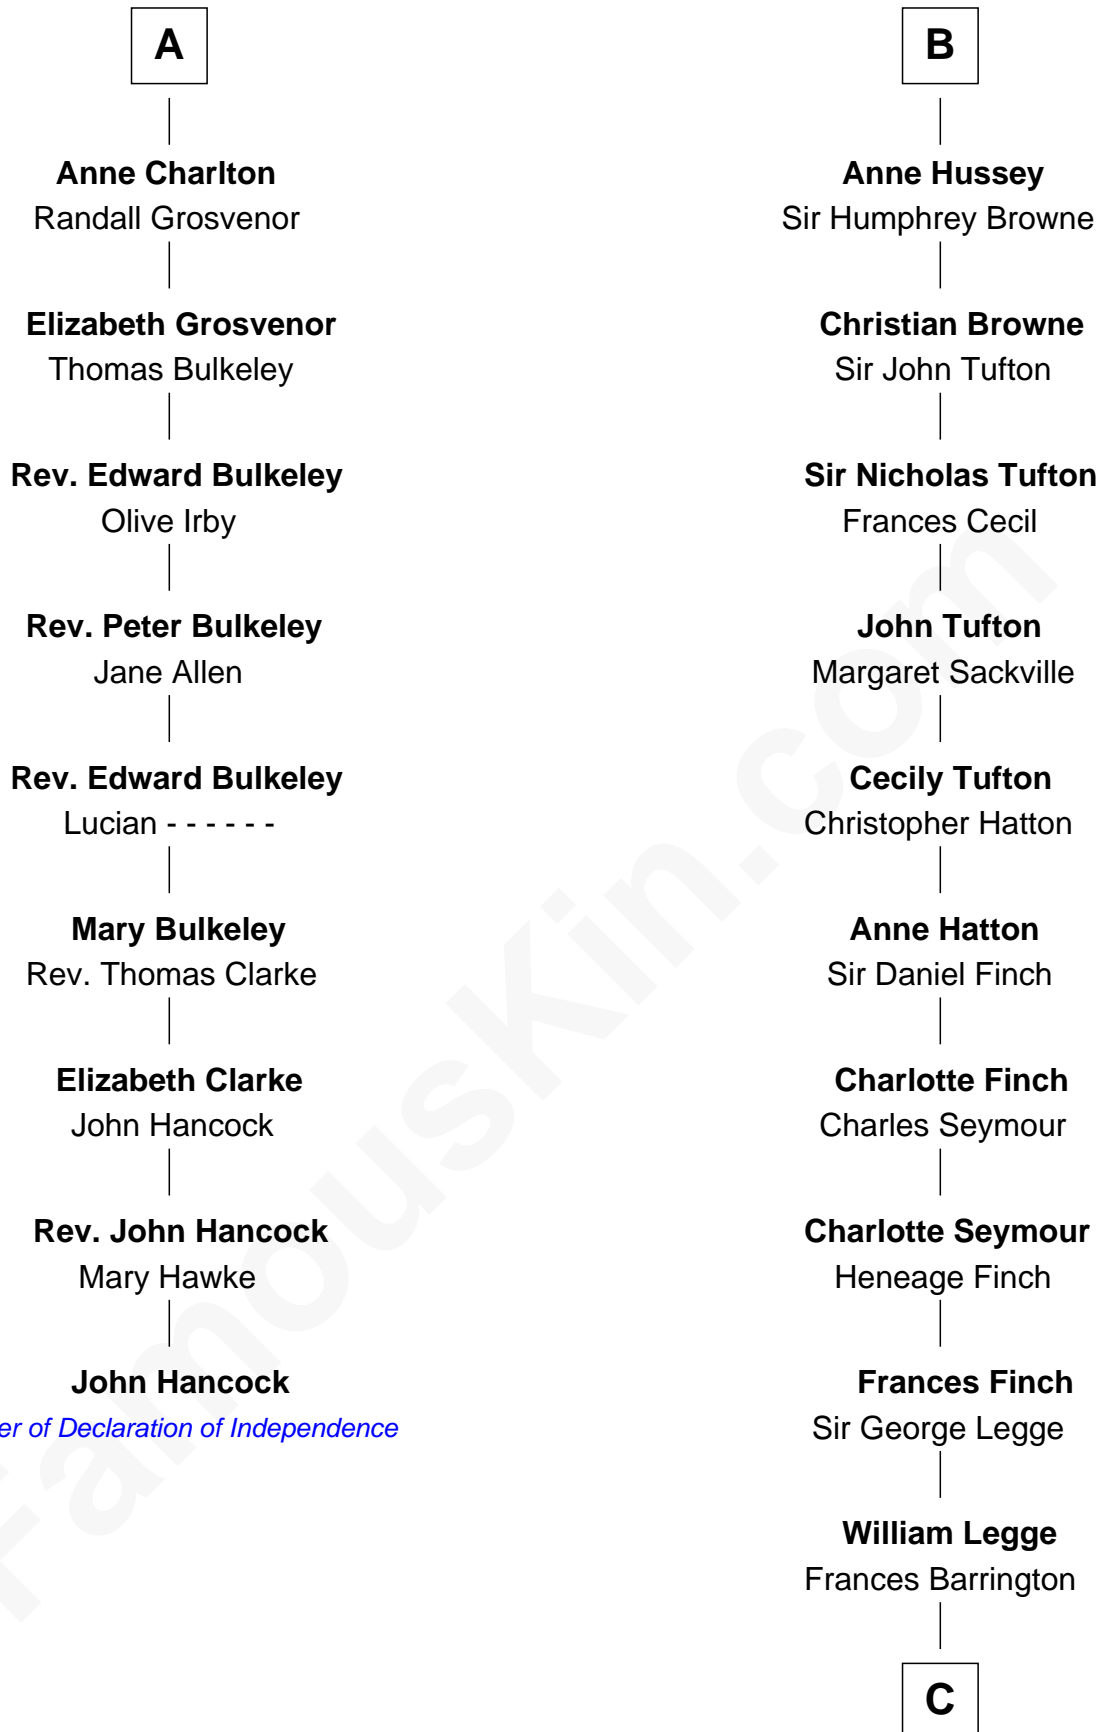 A
Anne Charlton
Randall Grosvenor
Elizabeth Grosvenor
Thomas Bulkeley
Rev. Edward Bulkeley
Olive Irby
Rev. Peter Bulkeley
Jane Allen
Rev. Edward Bulkeley
Lucian - - - - - -
Mary Bulkeley
Rev. Thomas Clarke
Elizabeth Clarke
John Hancock
Rev. John Hancock
Mary Hawke
John Hancock
er of Declaration of Independence
B
Anne Hussey
Sir Humphrey Browne
Christian Browne
Sir John Tufton
Sir Nicholas Tufton
Frances Cecil
John Tufton
Margaret Sackville
Cecily Tufton
Christopher Hatton
Anne Hatton
Sir Daniel Finch
Charlotte Finch
Charles Seymour
Charlotte Seymour
Heneage Finch
Frances Finch
Sir George Legge
William Legge
Frances Barrington
C
FamousKin.com